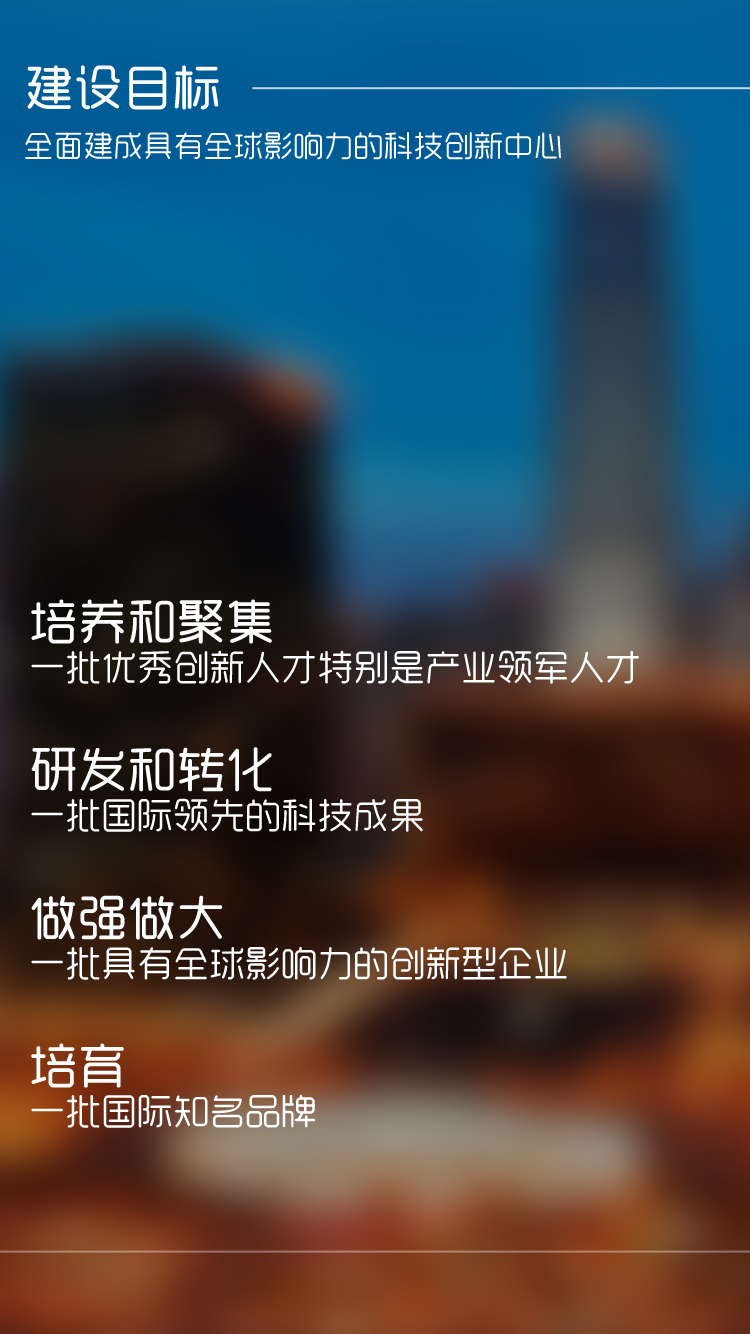 建设目标
全面建成具有全球影响力的科技创新中心
培养和聚集
一批优秀创新人才特别是产业领军人才
研发和转化
一批国际领先的科技成果
做强做大
一批具有全球影响力的创新型企业
培育
一批国际知名品牌